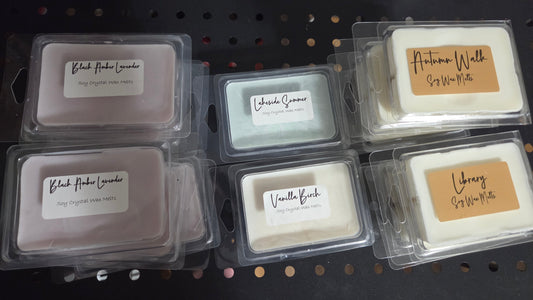 Black Amber Lavender
Soy Crystal Wax Melts
Lakeside Summer
Soy Crystal Wax Melts
Autumn Walk
Soy Wax Melts
Black Amber Lavender
Soy Crystal Wax Melts
Vanilla Birch
Soy Crystal Wax Melts
Library
Soy Wax Melts